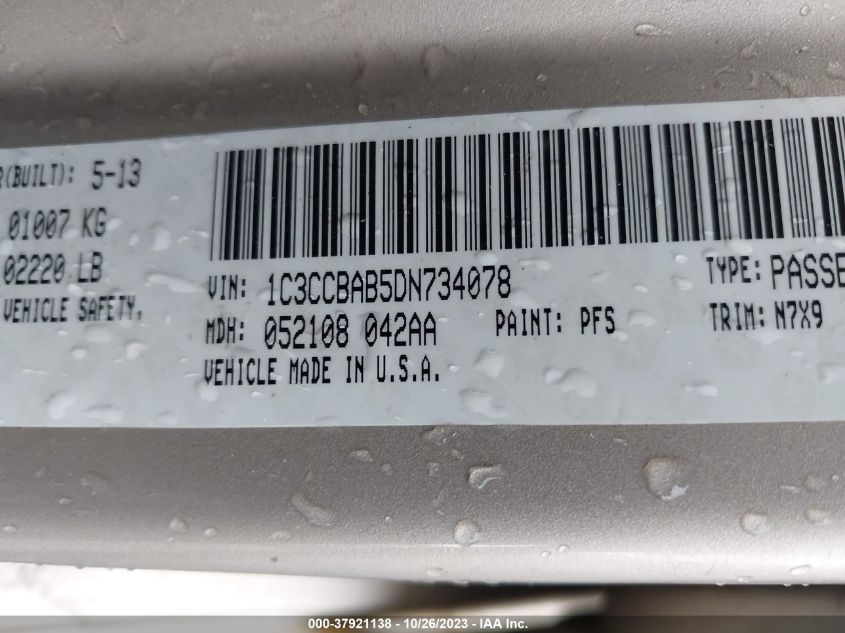 R(BUILT): 5-13
01007 KG
02220 LB
VEHICLE SAFETY,
VIN: 1C3CCBAB5DN734078
TYPE: PASSE
MDH: 052108 042AA
PAINT: PFS
TRIM: N7X9
VEHICLE MADE IN U.S.A.
000-37921138 - 10/26/2023 - IAA Inc.